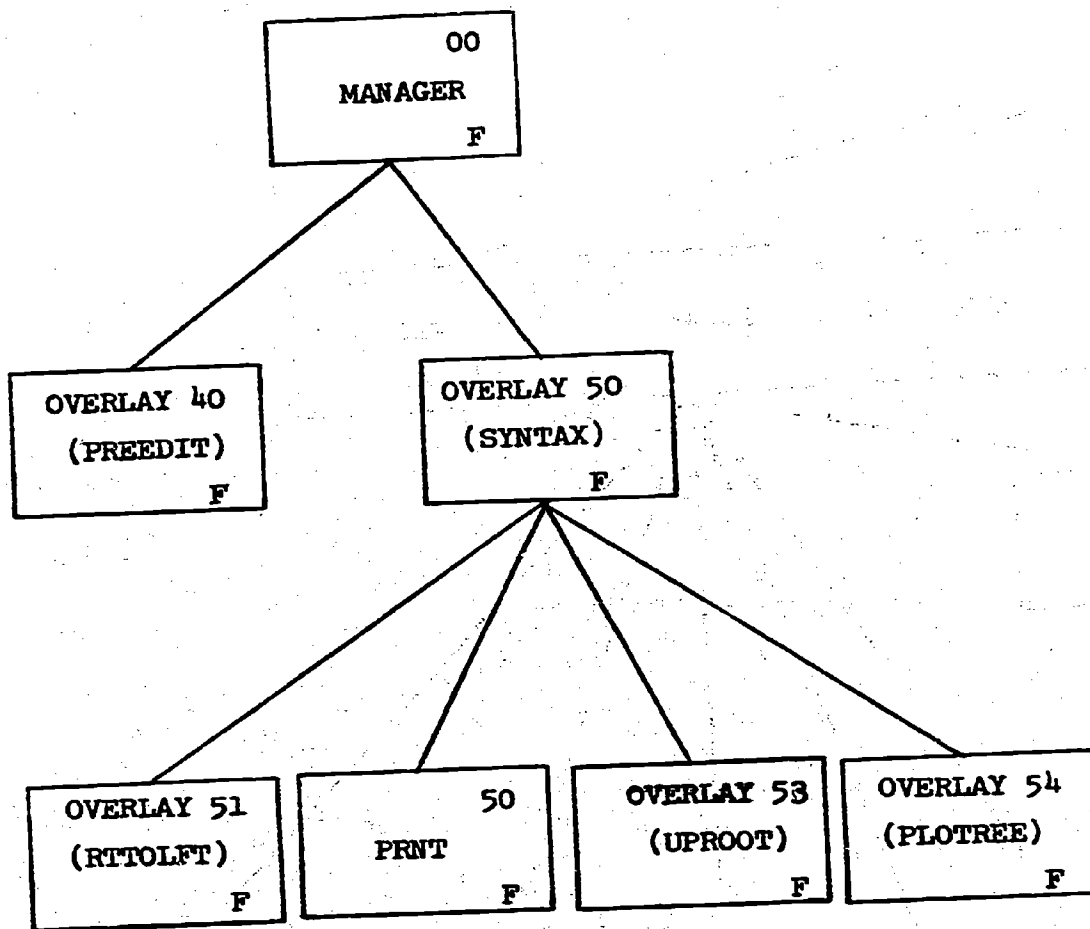 00
MANAGER
F
OVERLAY 40
(PREEDIT)
F
OVERLAY 50
(SYNTAX)
F
OVERLAY 51
(RTTOLFT)
F
50
PRNT
F
OVERLAY 53
(UPROOT)
F
OVERLAY 54
(PLOTREE)
F